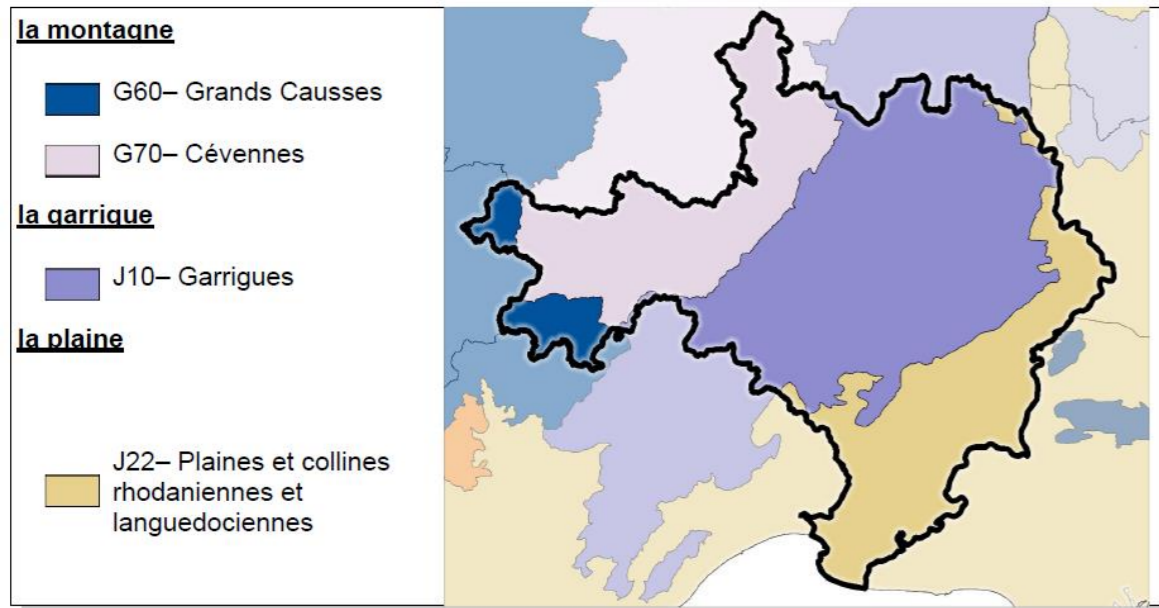 la montagne
G60– Grands Causses
G70– Cévennes
la garrigue
J10– Garrigues
la plaine
J22– Plaines et collines
rhodaniennes et
languedociennes